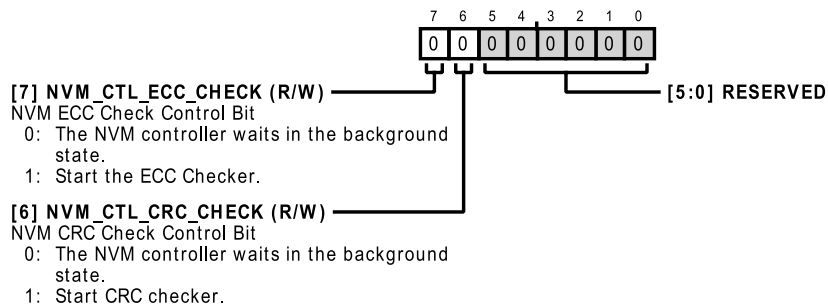 7 6 5 4 3 2 1 0
0 0 0 0 0 0 0 0
[7] NVM_CTL_ECC_CHECK (R/W)
[5:0] RESERVED
NVM ECC Check Control Bit
0: The NVM controller waits in the background
state.
1: Start the ECC Checker.
[6] NVM_CTL_CRC_CHECK (R/W)
NVM CRC Check Control Bit
0: The NVM controller waits in the background
state.
1: Start CRC checker.